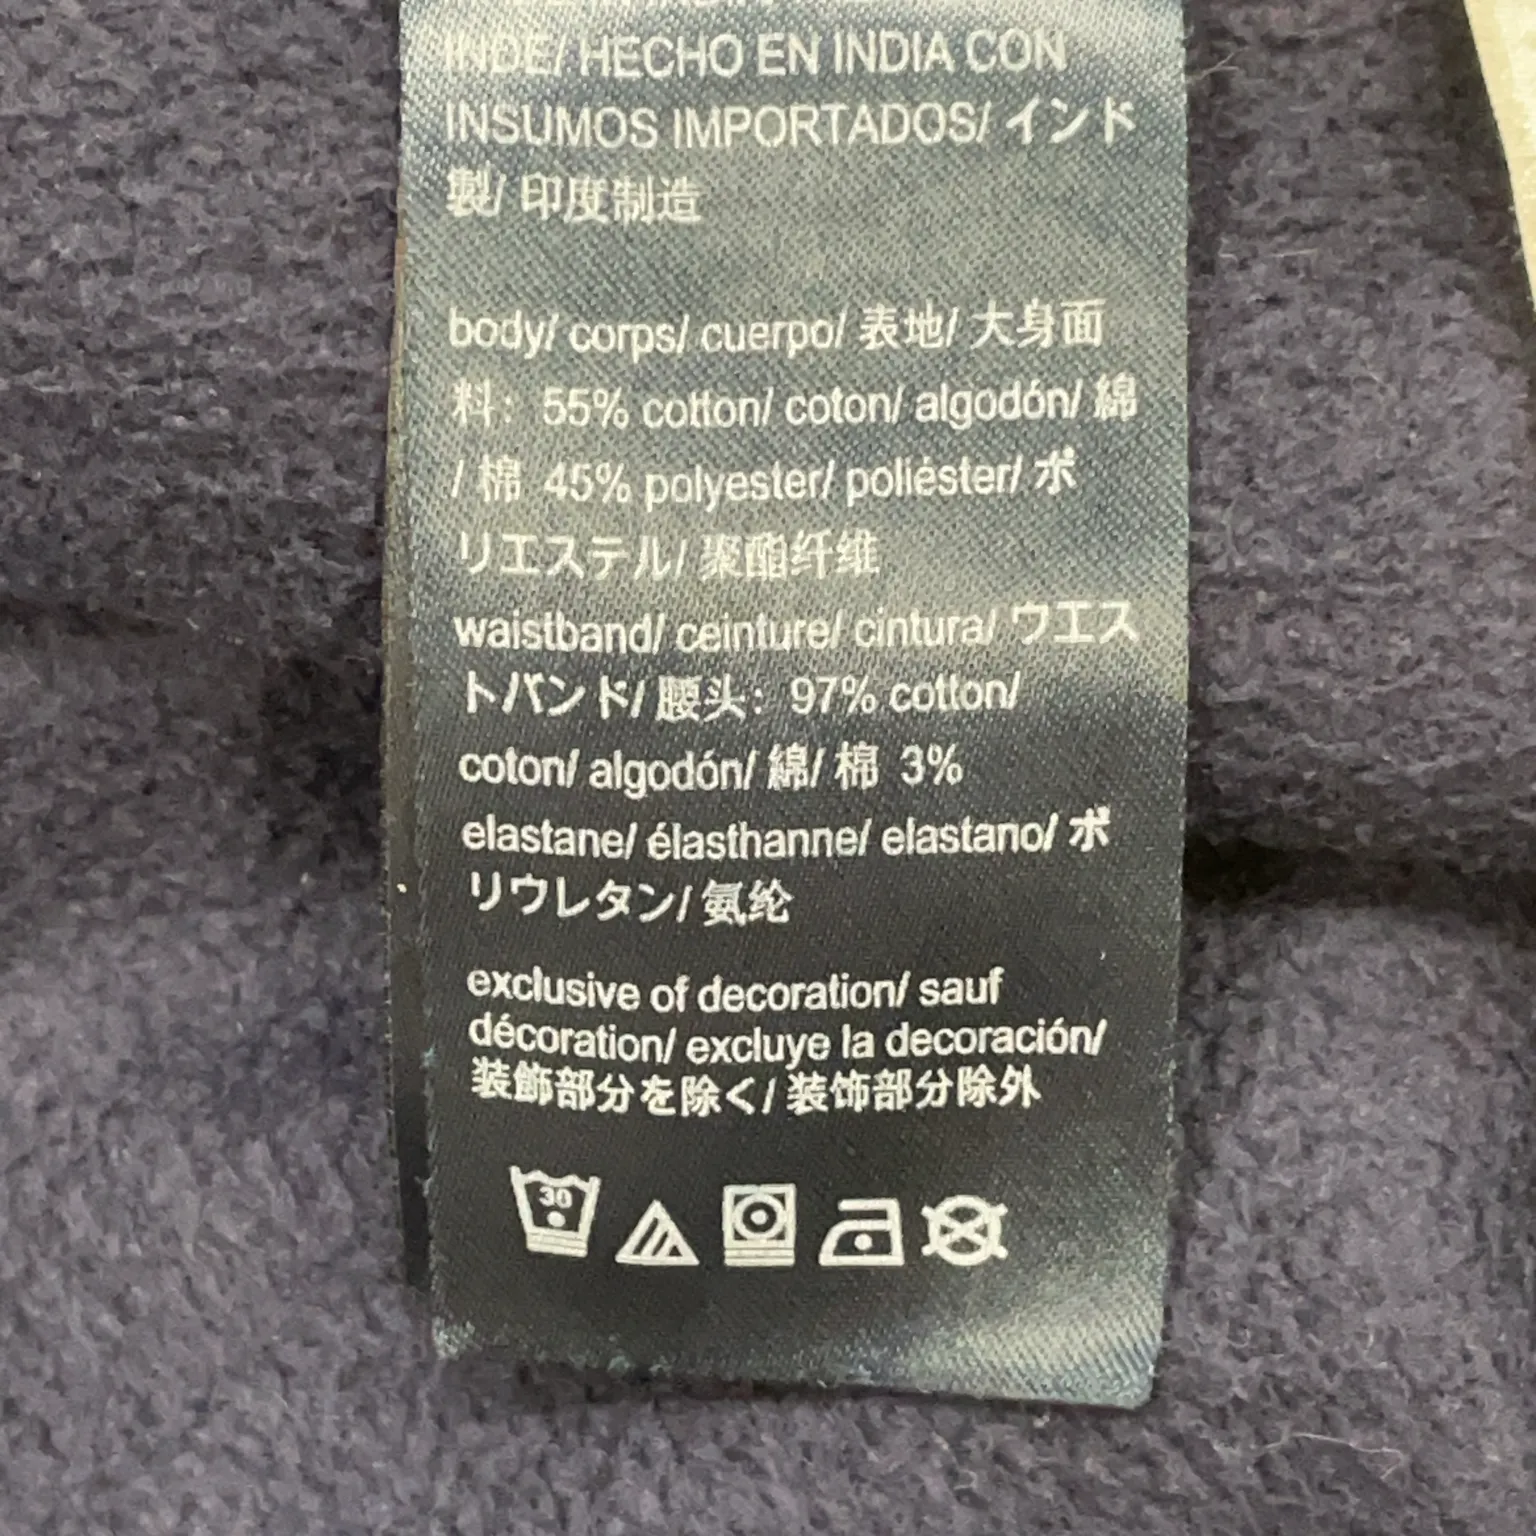 INDE/ HECHO EN INDIA CON
INSUMOS IMPORTADOS/ インド
製/ 印度制造
body/ corps/ cuerpo/ 表地/ 大身面
料: 55% cotton/ coton/ algodón/ 綿
/ 棉 45% polyester/ poliéster/ ポ
リエステル/ 聚酯纤维
waistband/ ceinture/ cintura/ ウエス
トバンド/ 腰头: 97% cotton/
coton/ algodón/ 綿/ 棉 3%
elastane/ élasthanne/ elastano/ ポ
リウレタン/ 氨纶
exclusive of decoration/ sauf
décoration/ excluye la decoración/
装飾部分を除く/ 装饰部分除外
30